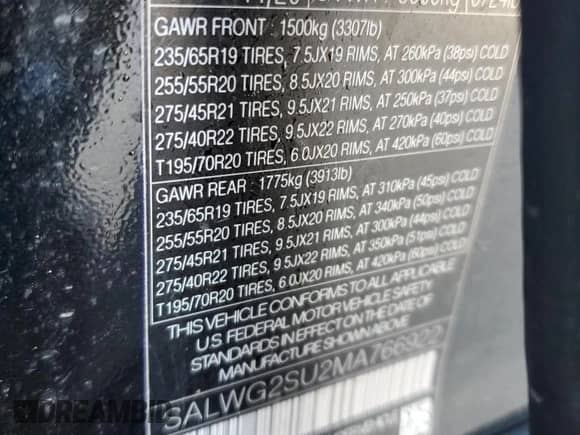 GAWR FRONT : 1500kg (3307lb)
235/65R19 TIRES, 7.5JX19 RIMS, AT 260kPa (38psi) COLD
255/55R20 TIRES, 8.5JX20 RIMS, AT 300kPa (44psi) COLD
275/45R21 TIRES, 9.5JX21 RIMS, AT 250kPa (37psi) COLD
275/40R22 TIRES, 9.5JX22 RIMS, AT 270kPa (40psi) COLD
T195/70R20 TIRES, 6.0JX20 RIMS, AT 420kPa (60psi) COLD
GAWR REAR : 1775kg (3913lb)
235/65R19 TIRES, 7.5JX19 RIMS, AT 310kPa (45psi) COLD
255/55R20 TIRES, 8.5JX20 RIMS, AT 340kPa (50psi) COLD
275/45R21 TIRES, 9.5JX21 RIMS, AT 300kPa (44psi) COLD
275/40R22 TIRES, 9.5JX22 RIMS, AT 350kPa (51psi) COLD
T195/70R20 TIRES, 6.0JX20 RIMS, AT 420kPa (60psi) COLD
THIS VEHICLE CONFORMS TO ALL APPLICABLE
U.S. FEDERAL MOTOR VEHICLE SAFETY
STANDARDS IN EFFECT ON THE DATE OF
MANUFACTURE SHOWN ABOVE
SALWG2SU2MA766922
DREAMBID